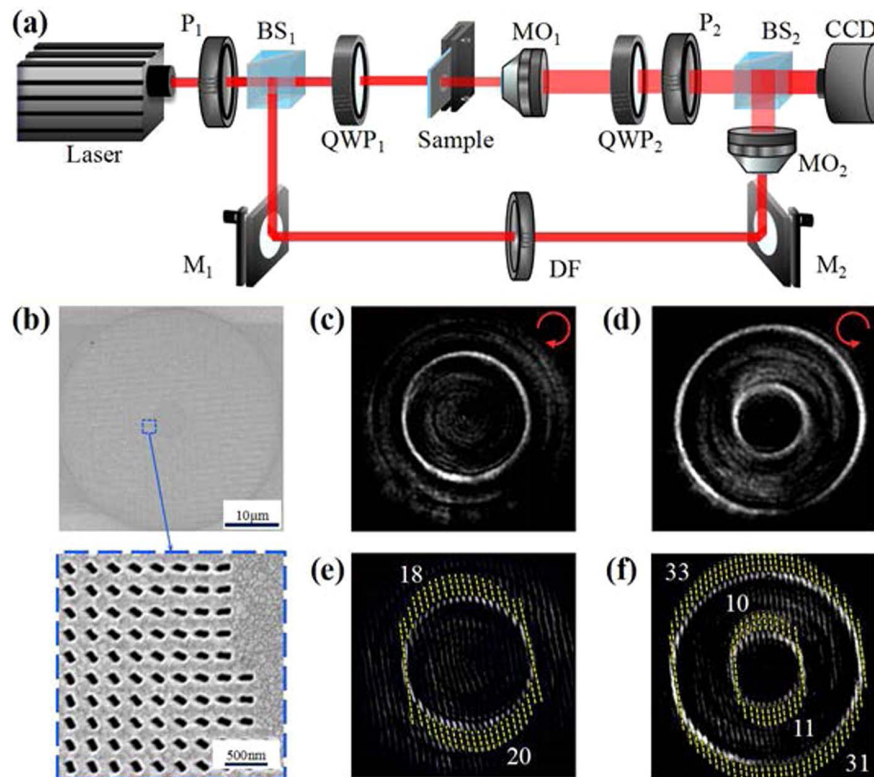 (a)
P₁
BS₁
MO₁
P₂
BS₂
CCD
Laser
QWP₁
Sample
QWP₂
MO₂
M₁
DF
M₂
(b)
(c)
(d)
10μm
(e)
(f)
18
20
33
10
11
31
500nm